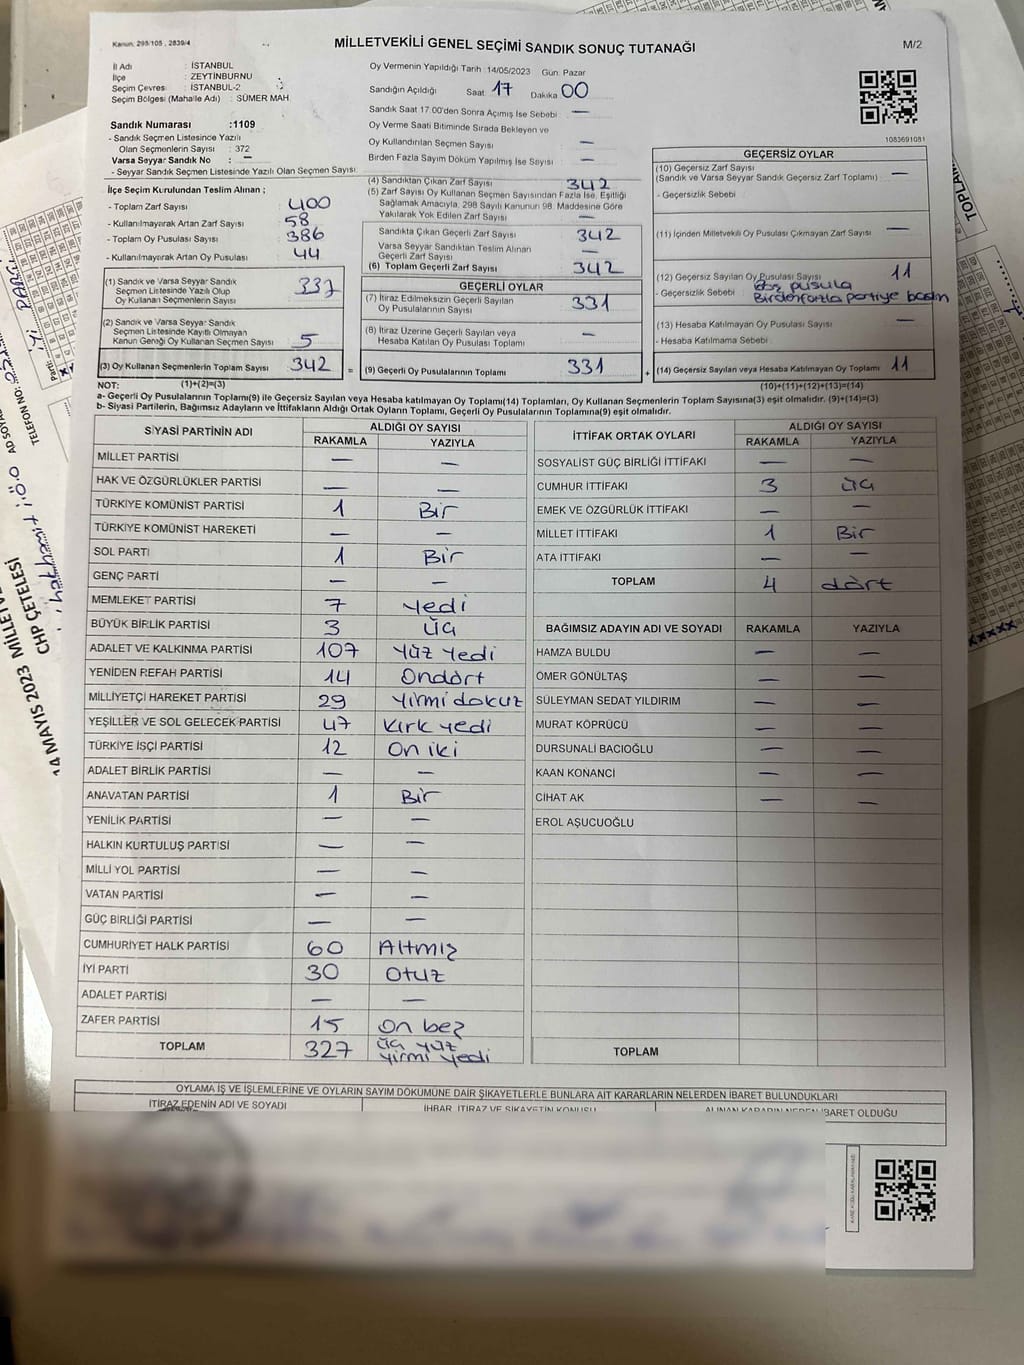 Kanun: 298/105 , 2839/4
MİLLETVEKİLİ GENEL SEÇİMİ SANDIK SONUÇ TUTANAĞI
M/2
İl Adı : İSTANBUL
İlçe : ZEYTİNBURNU
Seçim Çevresi : İSTANBUL-2
Seçim Bölgesi (Mahalle Adı) : SÜMER MAH.
Oy Vermenin Yapıldığı Tarih :14/05/2023 Gün: Pazar
Sandığın Açıldığı Saat 17 Dakika 00
Sandık Saat 17.00'den Sonra Açılmış İse Sebebi : —
Oy Verme Saati Bitiminde Sırada Bekleyen ve
Oy Kullandırılan Seçmen Sayısı —
Birden Fazla Sayım Döküm Yapılmış İse Sayısı : —
Sandık Numarası :1109
- Sandık Seçmen Listesinde Yazılı
Olan Seçmenlerin Sayısı : 372
Varsa Seyyar Sandık No : —
- Seyyar Sandık Seçmen Listesinde Yazılı Olan Seçmen Sayısı:
İlçe Seçim Kurulundan Teslim Alınan ;
- Toplam Zarf Sayısı 400
- Kullanılmayarak Artan Zarf Sayısı 58
- Toplam Oy Pusulası Sayısı 386
- Kullanılmayarak Artan Oy Pusulası 44
(1) Sandık ve Varsa Seyyar Sandık
Seçmen Listesinde Yazılı Olup
Oy Kullanan Seçmenlerin Sayısı 337
(2) Sandık ve Varsa Seyyar Sandık
Seçmen Listesinde Kayıtlı Olmayan
Kanun Gereği Oy Kullanan Seçmen Sayısı 5
(3) Oy Kullanan Seçmenlerin Toplam Sayısı 342 =
(4) Sandıktan Çıkan Zarf Sayısı 342
(5) Zarf Sayısı Oy Kullanan Seçmen Sayısından Fazla İse, Eşitliği
Sağlamak Amacıyla, 298 Sayılı Kanunun 98. Maddesine Göre
Yakılarak Yok Edilen Zarf Sayısı —
Sandıkta Çıkan Geçerli Zarf Sayısı 342
Varsa Seyyar Sandıktan Teslim Alınan
Geçerli Zarf Sayısı —
(6) Toplam Geçerli Zarf Sayısı 342
GEÇERLİ OYLAR
(7) İtiraz Edilmeksizin Geçerli Sayılan
Oy Pusulalarının Sayısı 331
(8) İtiraz Üzerine Geçerli Sayılan veya
Hesaba Katılan Oy Pusulaları Toplamı —
(9) Geçerli Oy Pusulalarının Toplamı 331 +
1083691081
GEÇERSİZ OYLAR
(10) Geçersiz Zarf Sayısı
(Sandık ve Varsa Seyyar Sandık Geçersiz Zarf Toplamı) —
- Geçersizlik Sebebi :
(11) İçinden Milletvekili Oy Pusulası Çıkmayan Zarf Sayısı —
(12) Geçersiz Sayılan Oy Pusulası Sayısı 11
- Geçersizlik Sebebi : Boş pusula
Birden fazla partiye basım
(13) Hesaba Katılmayan Oy Pusulası Sayısı —
- Hesaba Katılmama Sebebi :
(14) Geçersiz Sayılan veya Hesaba Katılmayan Oy Toplamı 11
NOT: (1)+(2)=(3) (10)+(11)+(12)+(13)=(14)
a- Geçerli Oy Pusulalarının Toplamı(9) ile Geçersiz Sayılan veya Hesaba katılmayan Oy Toplamı(14) Toplamları, Oy Kullanan Seçmenlerin Toplam Sayısına(3) eşit olmalıdır. (9)+(14)=(3)
b- Siyasi Partilerin, Bağımsız Adayların ve İttifakların Aldığı Ortak Oyların Toplamı, Geçerli Oy Pusulalarının Toplamına(9) eşit olmalıdır.
SİYASİ PARTİNİN ADI ALDIĞI OY SAYISI
RAKAMLA YAZIYLA
MİLLET PARTİSİ — —
HAK VE ÖZGÜRLÜKLER PARTİSİ — —
TÜRKİYE KOMÜNİST PARTİSİ 1 Bir
TÜRKİYE KOMÜNİST HAREKETİ — —
SOL PARTİ 1 Bir
GENÇ PARTİ — —
MEMLEKET PARTİSİ 7 yedi
BÜYÜK BİRLİK PARTİSİ 3 üç
ADALET VE KALKINMA PARTİSİ 107 yüz yedi
YENİDEN REFAH PARTİSİ 14 Ondört
MİLLİYETÇİ HAREKET PARTİSİ 29 yirmi dokuz
YEŞİLLER VE SOL GELECEK PARTİSİ 47 Kırk yedi
TÜRKİYE İŞÇİ PARTİSİ 12 On iki
ADALET BİRLİK PARTİSİ — —
ANAVATAN PARTİSİ 1 Bir
YENİLİK PARTİSİ — —
HALKIN KURTULUŞ PARTİSİ — —
MİLLİ YOL PARTİSİ — —
VATAN PARTİSİ — —
GÜÇ BİRLİĞİ PARTİSİ — —
CUMHURİYET HALK PARTİSİ 60 Altmış
İYİ PARTİ 30 Otuz
ADALET PARTİSİ — —
ZAFER PARTİSİ 15 On beş
TOPLAM 327 üç yüz
yirmi yedi
İTTİFAK ORTAK OYLARI ALDIĞI OY SAYISI
RAKAMLA YAZIYLA
SOSYALİST GÜÇ BİRLİĞİ İTTİFAKI — —
CUMHUR İTTİFAKI 3 üç
EMEK VE ÖZGÜRLÜK İTTİFAKI — —
MİLLET İTTİFAKI 1 Bir
ATA İTTİFAKI — —
TOPLAM 4 dört
BAĞIMSIZ ADAYIN ADI VE SOYADI RAKAMLA YAZIYLA
HAMZA BULDU — —
ÖMER GÖNÜLTAŞ — —
SÜLEYMAN SEDAT YILDIRIM — —
MURAT KÖPRÜCÜ — —
DURSUNALİ BACIOĞLU — —
KAAN KONANCİ — —
CİHAT AK — —
EROL AŞUCUOĞLU
TOPLAM
OYLAMA İŞ VE İŞLEMLERİNE VE OYLARIN SAYIM DÖKÜMÜNE DAİR ŞİKAYETLERLE BUNLARA AİT KARARLARIN NELERDEN İBARET BULUNDUKLARI
İTİRAZ EDENİN ADI VE SOYADI İHBAR, İTİRAZ VE ŞİKAYETİN KONUSU ALINAN KARARIN NEDEN İBARET OLDUĞU
14 MAYIS 2023 MİLLETVE
CHP ÇETELESİ
TELEFON NO:
AD SOYAD
Parti:
İYİ PARTİ
TOPLAM